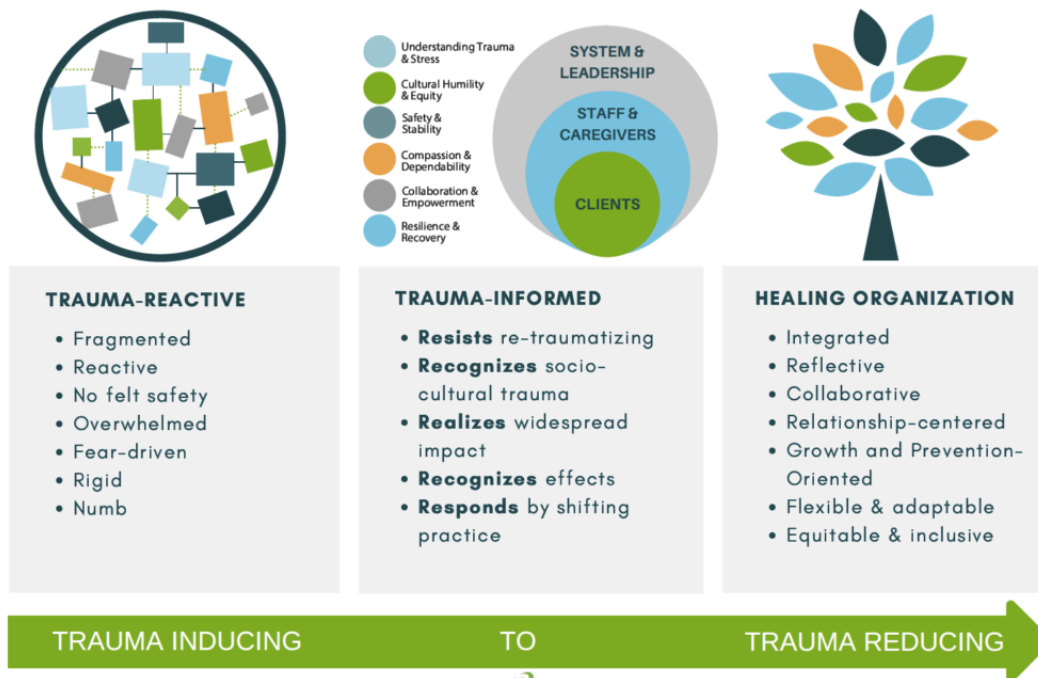 Understanding Trauma
& Stress
Cultural Humility
& Equity
Safety &
Stability
Compassion &
Dependability
Collaboration &
Empowerment
Resilience &
Recovery
SYSTEM &
LEADERSHIP
STAFF &
CAREGIVERS
CLIENTS
TRAUMA-REACTIVE
• Fragmented
• Reactive
• No felt safety
• Overwhelmed
• Fear-driven
• Rigid
• Numb
TRAUMA-INFORMED
• Resists re-traumatizing
• Recognizes socio-
cultural trauma
• Realizes widespread
impact
• Recognizes effects
• Responds by shifting
practice
HEALING ORGANIZATION
• Integrated
• Reflective
• Collaborative
• Relationship-centered
• Growth and Prevention-
Oriented
• Flexible & adaptable
• Equitable & inclusive
TRAUMA INDUCING TO TRAUMA REDUCING